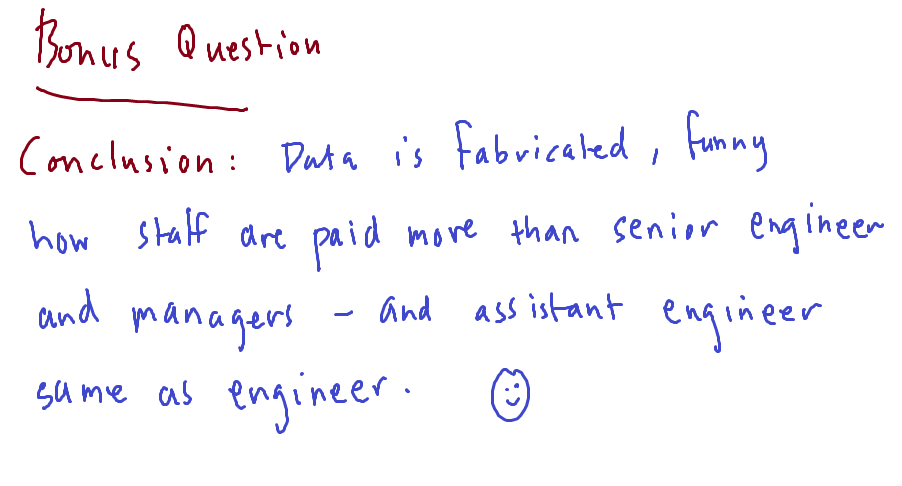 Bonus Question
Conclusion: Data is fabricated, funny
how staff are paid more than senior engineer
and managers - and assistant engineer
same as engineer.